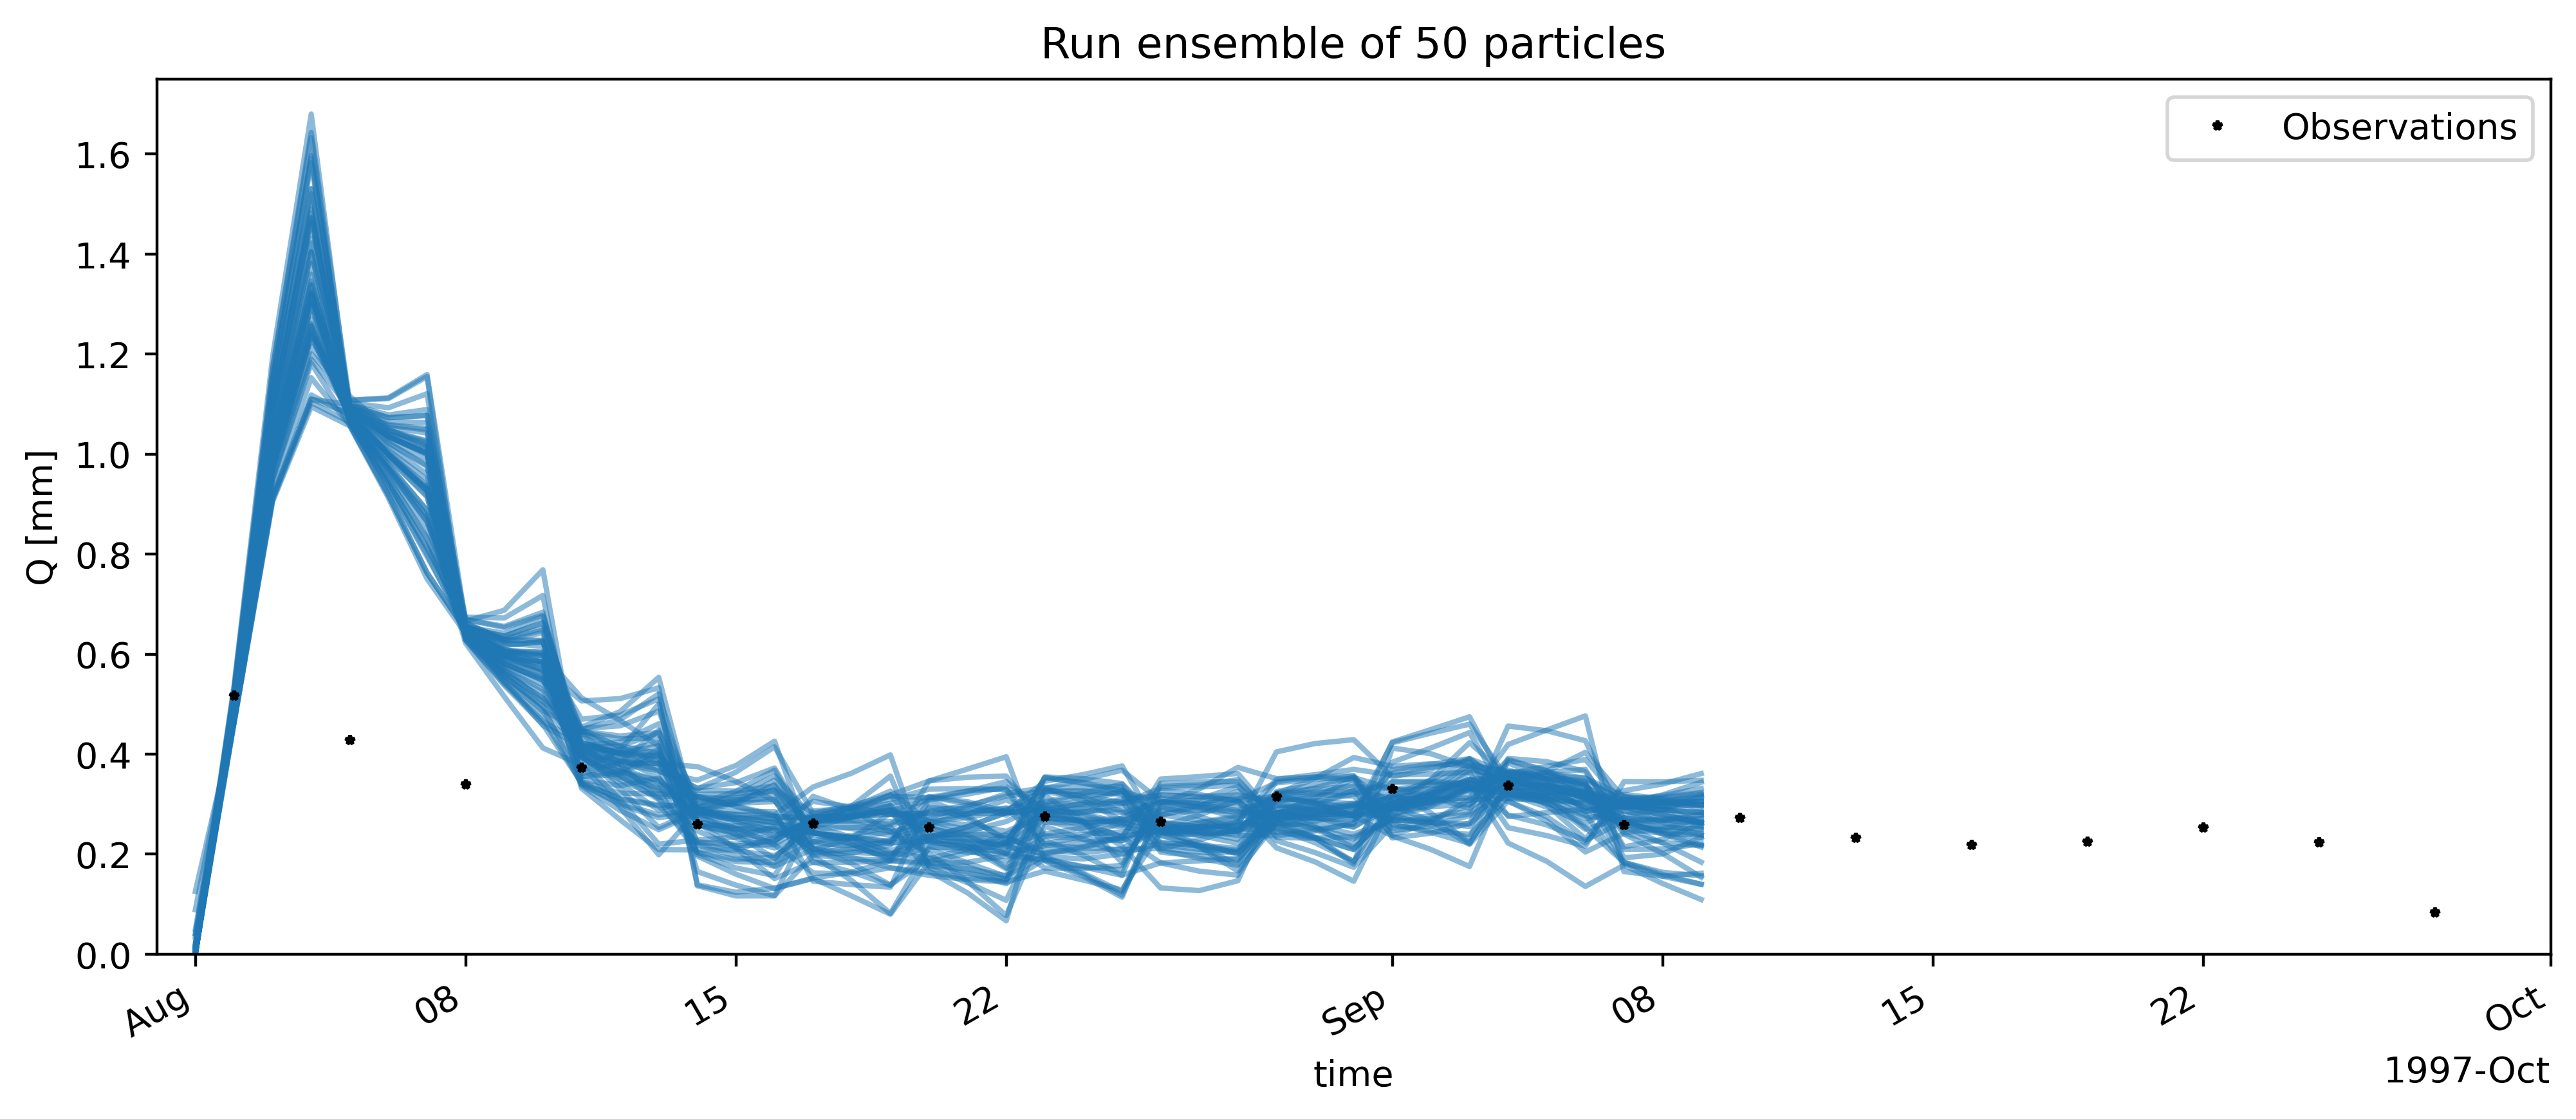 Run ensemble of 50 particles
Observations
Q [mm]
1.6
1.4
1.2
1.0
0.8
0.6
0.4
0.2
0.0
Aug 08 15 22 Sep 08 15 22 Oct
time
1997-Oct